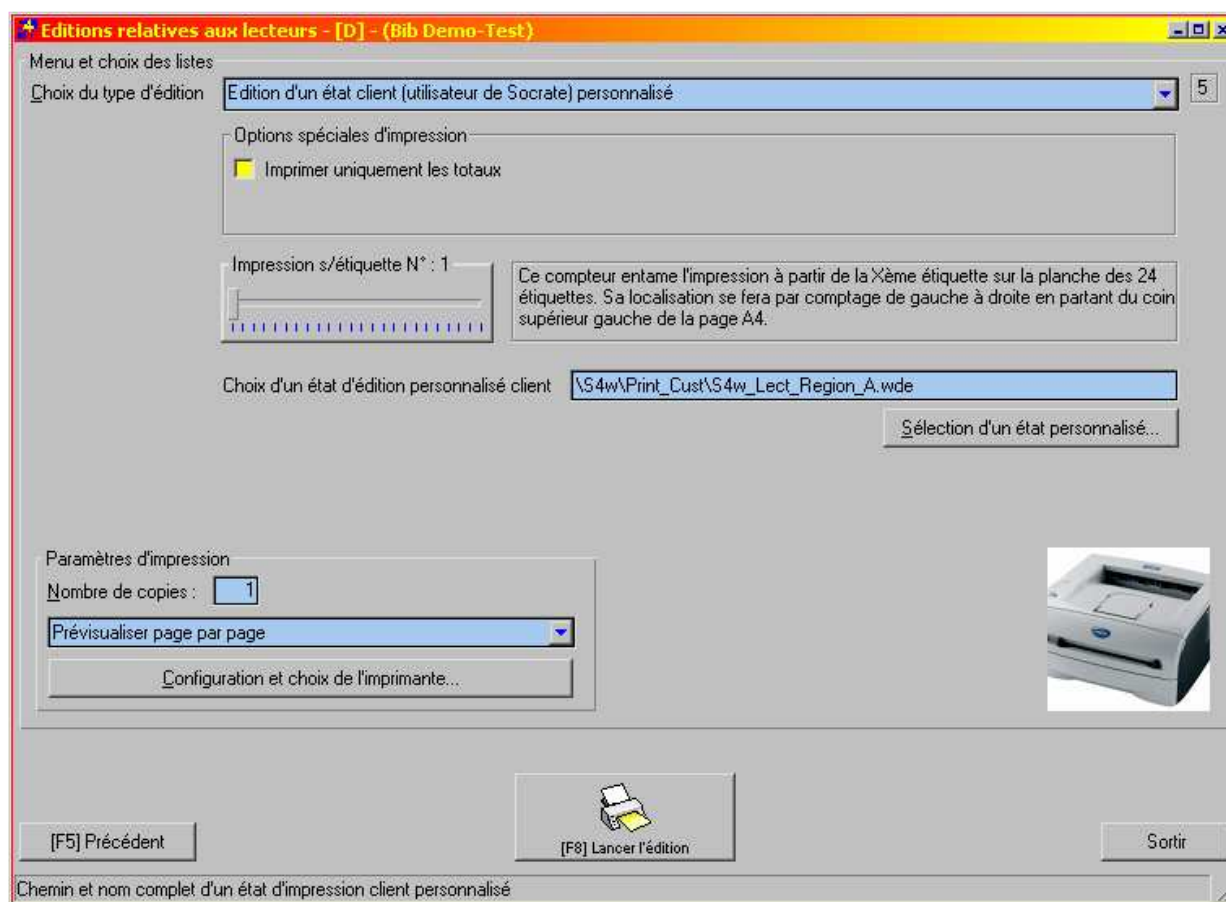 Editions relatives aux lecteurs - [D] - (Bib Demo-Test)
Menu et choix des listes
Choix du type d'édition Edition d'un état client (utilisateur de Socrate) personnalisé 5
Options spéciales d'impression
Imprimer uniquement les totaux
Impression s/étiquette N° : 1
Ce compteur entame l'impression à partir de la Xème étiquette sur la planche des 24
étiquettes. Sa localisation se fera par comptage de gauche à droite en partant du coin
supérieur gauche de la page A4.
Choix d'un état d'édition personnalisé client \S4w\Print_Cust\S4w_Lect_Region_A.wde
Sélection d'un état personnalisé...
Paramètres d'impression
Nombre de copies : 1
Prévisualiser page par page
Configuration et choix de l'imprimante...
[F5] Précédent
[F8] Lancer l'édition
Sortir
Chemin et nom complet d'un état d'impression client personnalisé